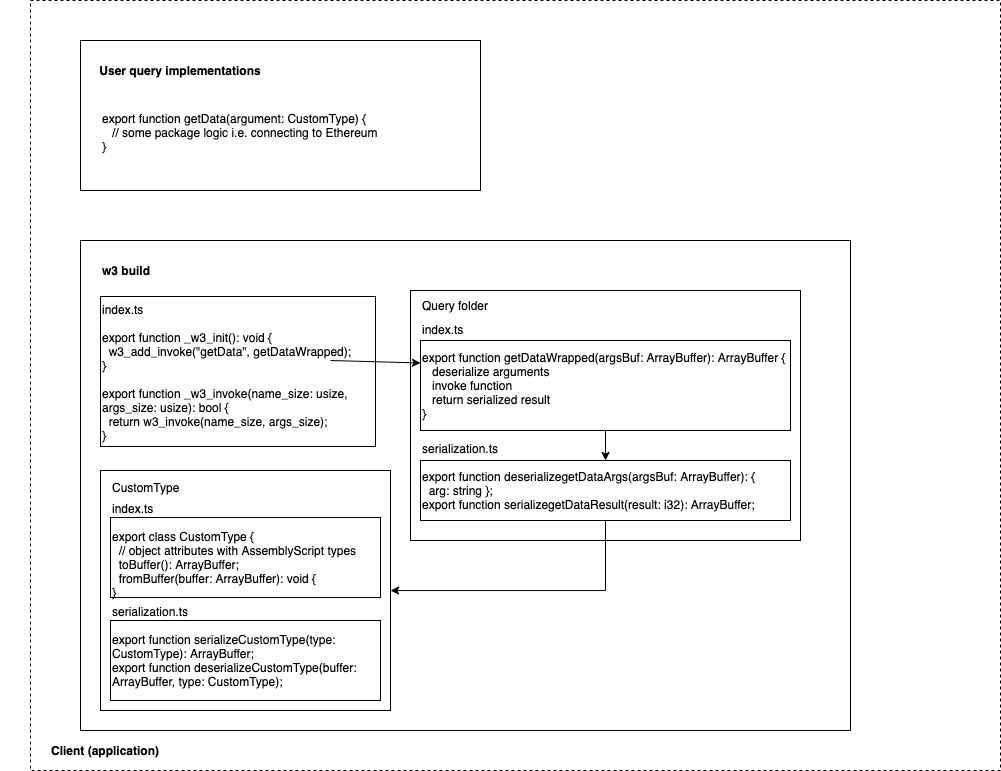 User query implementations
export function getData(argument: CustomType) {
// some package logic i.e. connecting to Ethereum
}
w3 build
index.ts
export function _w3_init(): void {
w3_add_invoke("getData", getDataWrapped);
}
export function _w3_invoke(name_size: usize,
args_size: usize): bool {
return w3_invoke(name_size, args_size);
}
Query folder
index.ts
export function getDataWrapped(argsBuf: ArrayBuffer): ArrayBuffer {
deserialize arguments
invoke function
return serialized result
}
serialization.ts
export function deserializegetDataArgs(argsBuf: ArrayBuffer): {
arg: string };
export function serializegetDataResult(result: i32): ArrayBuffer;
CustomType
index.ts
export class CustomType {
// object attributes with AssemblyScript types
toBuffer(): ArrayBuffer;
fromBuffer(buffer: ArrayBuffer): void {
}
serialization.ts
export function serializeCustomType(type:
CustomType): ArrayBuffer;
export function deserializeCustomType(buffer:
ArrayBuffer, type: CustomType);
Client (application)